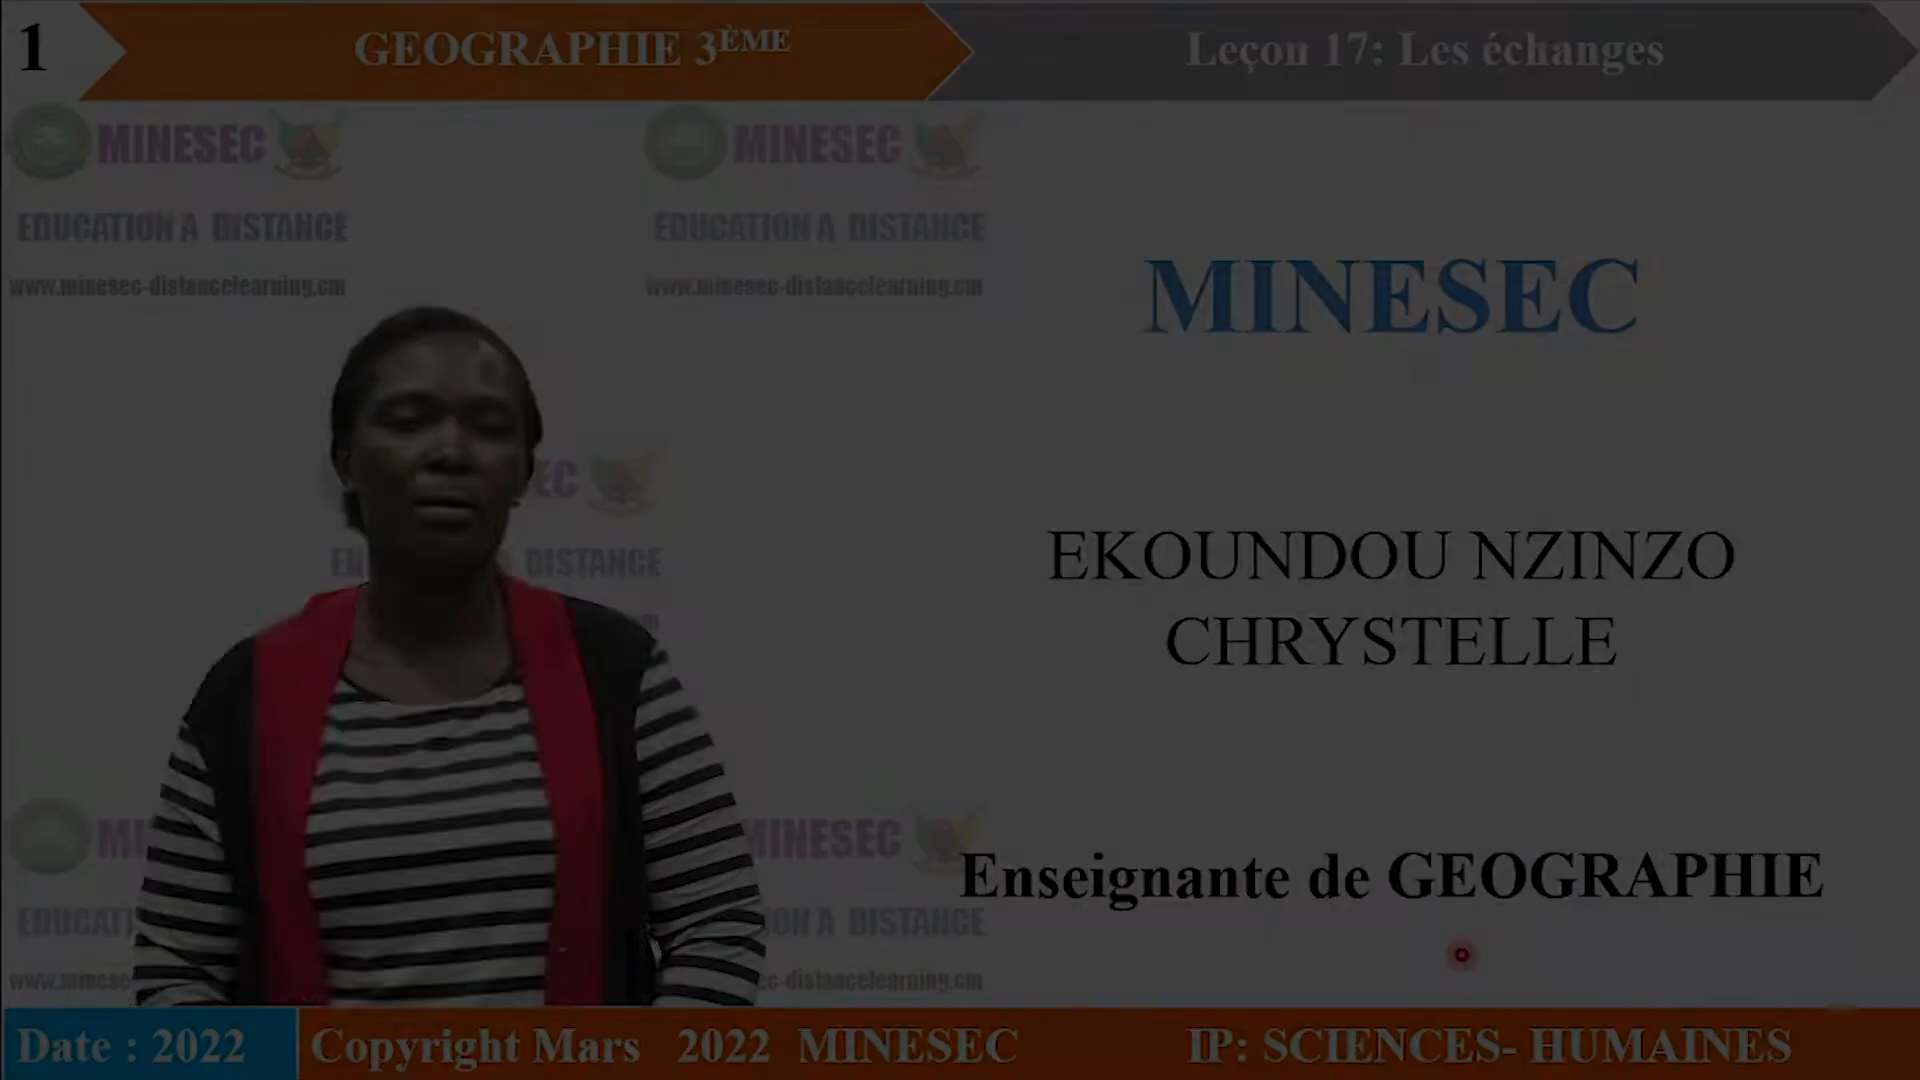 1
GEOGRAPHIE 3ÈME
Leçon 17: Les échanges
MINESEC
EDUCATION A DISTANCE
www.minesec-distancelearning.cm
MINESEC
EDUCATION A DISTANCE
www.minesec-distancelearning.cm
MINESEC
EKOUNDOU NZINZO
CHRYSTELLE
EC
DISTANCE
Enseignante de GEOGRAPHIE
MINESEC
DISTANCE
Date : 2022
Copyright Mars 2022 MINESEC
IP: SCIENCES- HUMAINES